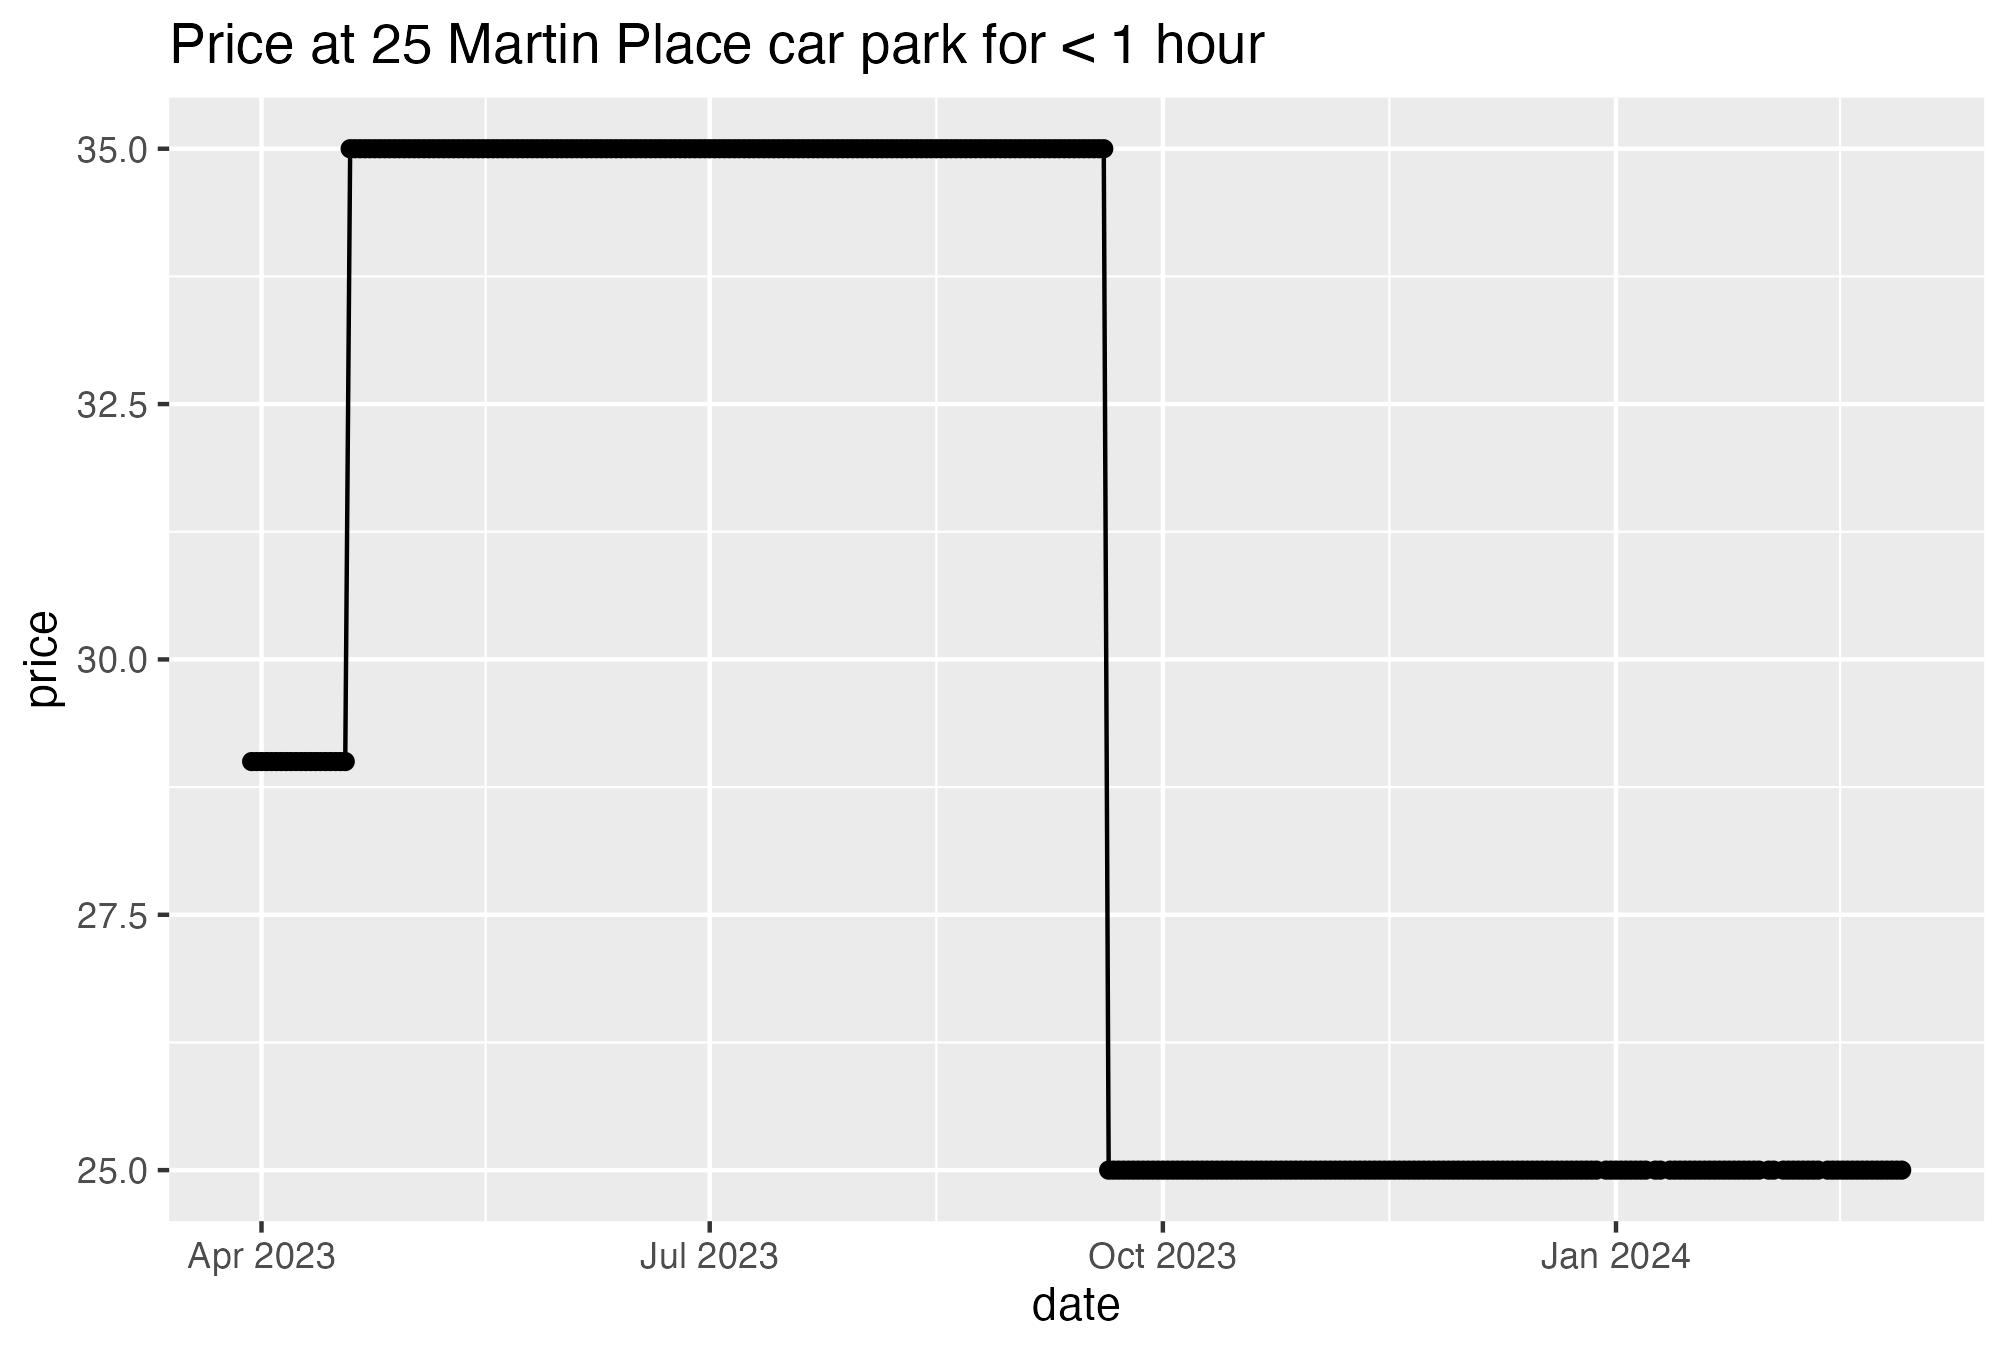 Price at 25 Martin Place car park for < 1 hour
35.0
32.5
30.0
27.5
25.0
price
Apr 2023
Jul 2023
Oct 2023
Jan 2024
date